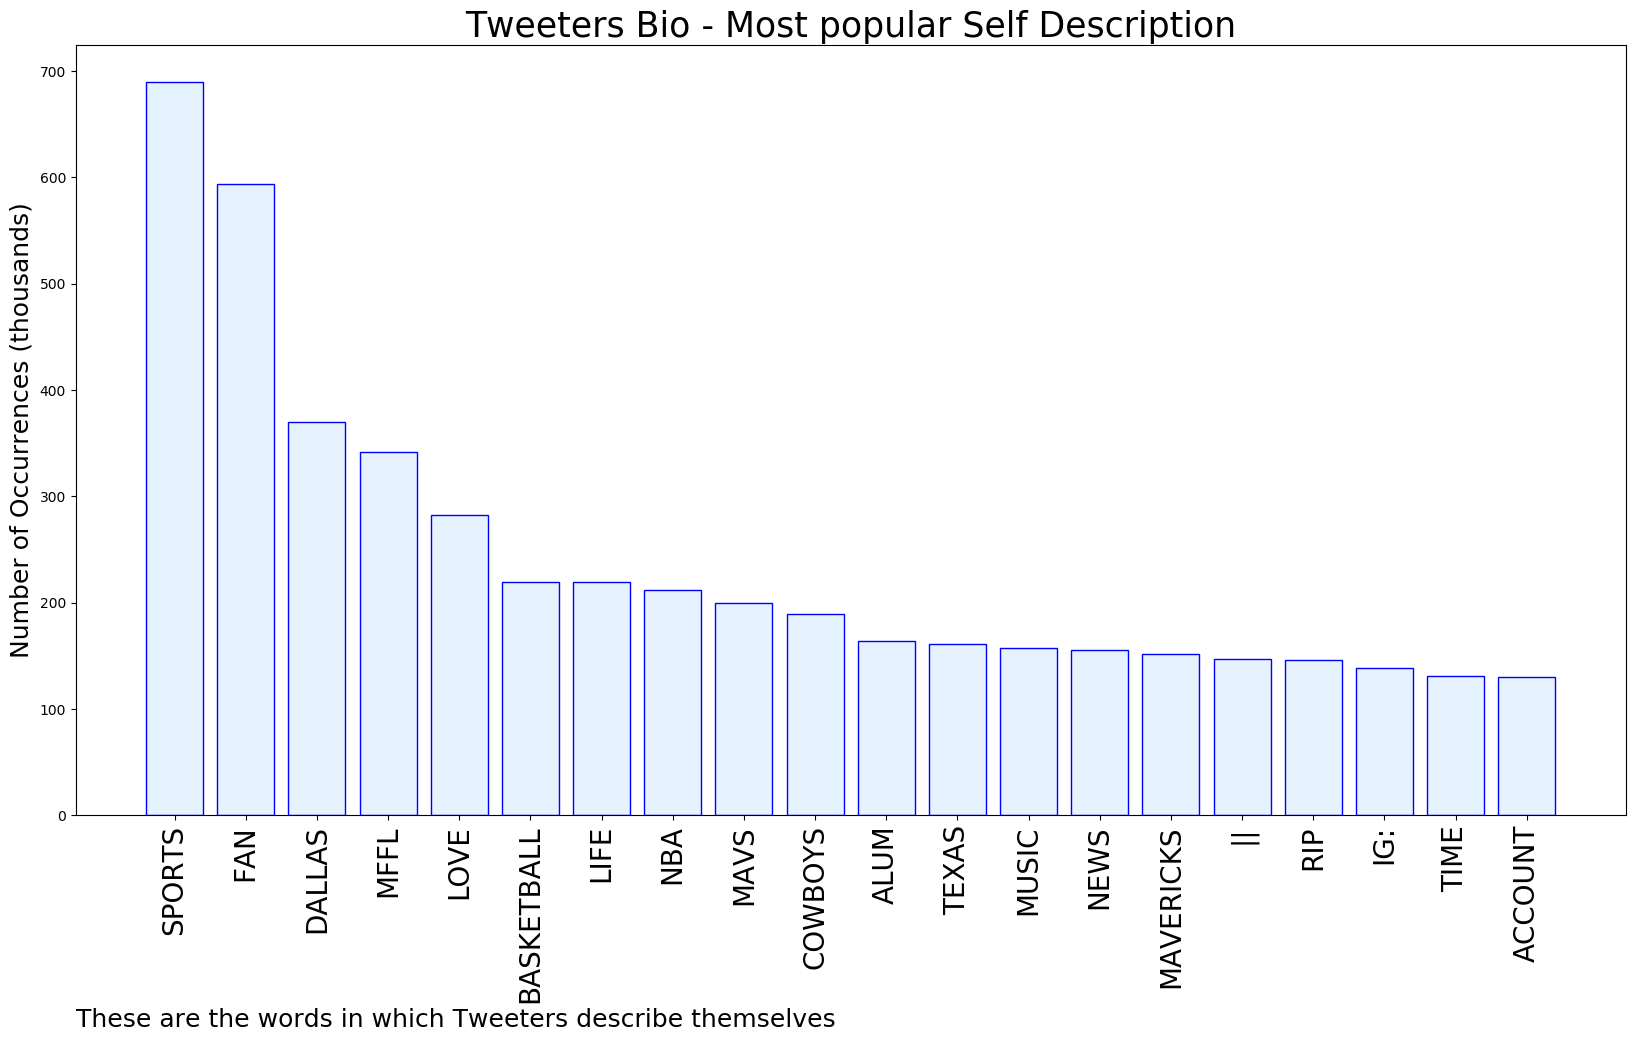 Tweeters Bio - Most popular Self Description
Number of Occurrences (thousands)
700
600
500
400
300
200
100
0
SPORTS
FAN
DALLAS
MFFL
LOVE
BASKETBALL
LIFE
NBA
MAVS
COWBOYS
ALUM
TEXAS
MUSIC
NEWS
MAVERICKS
||
RIP
IG:
TIME
ACCOUNT
These are the words in which Tweeters describe themselves